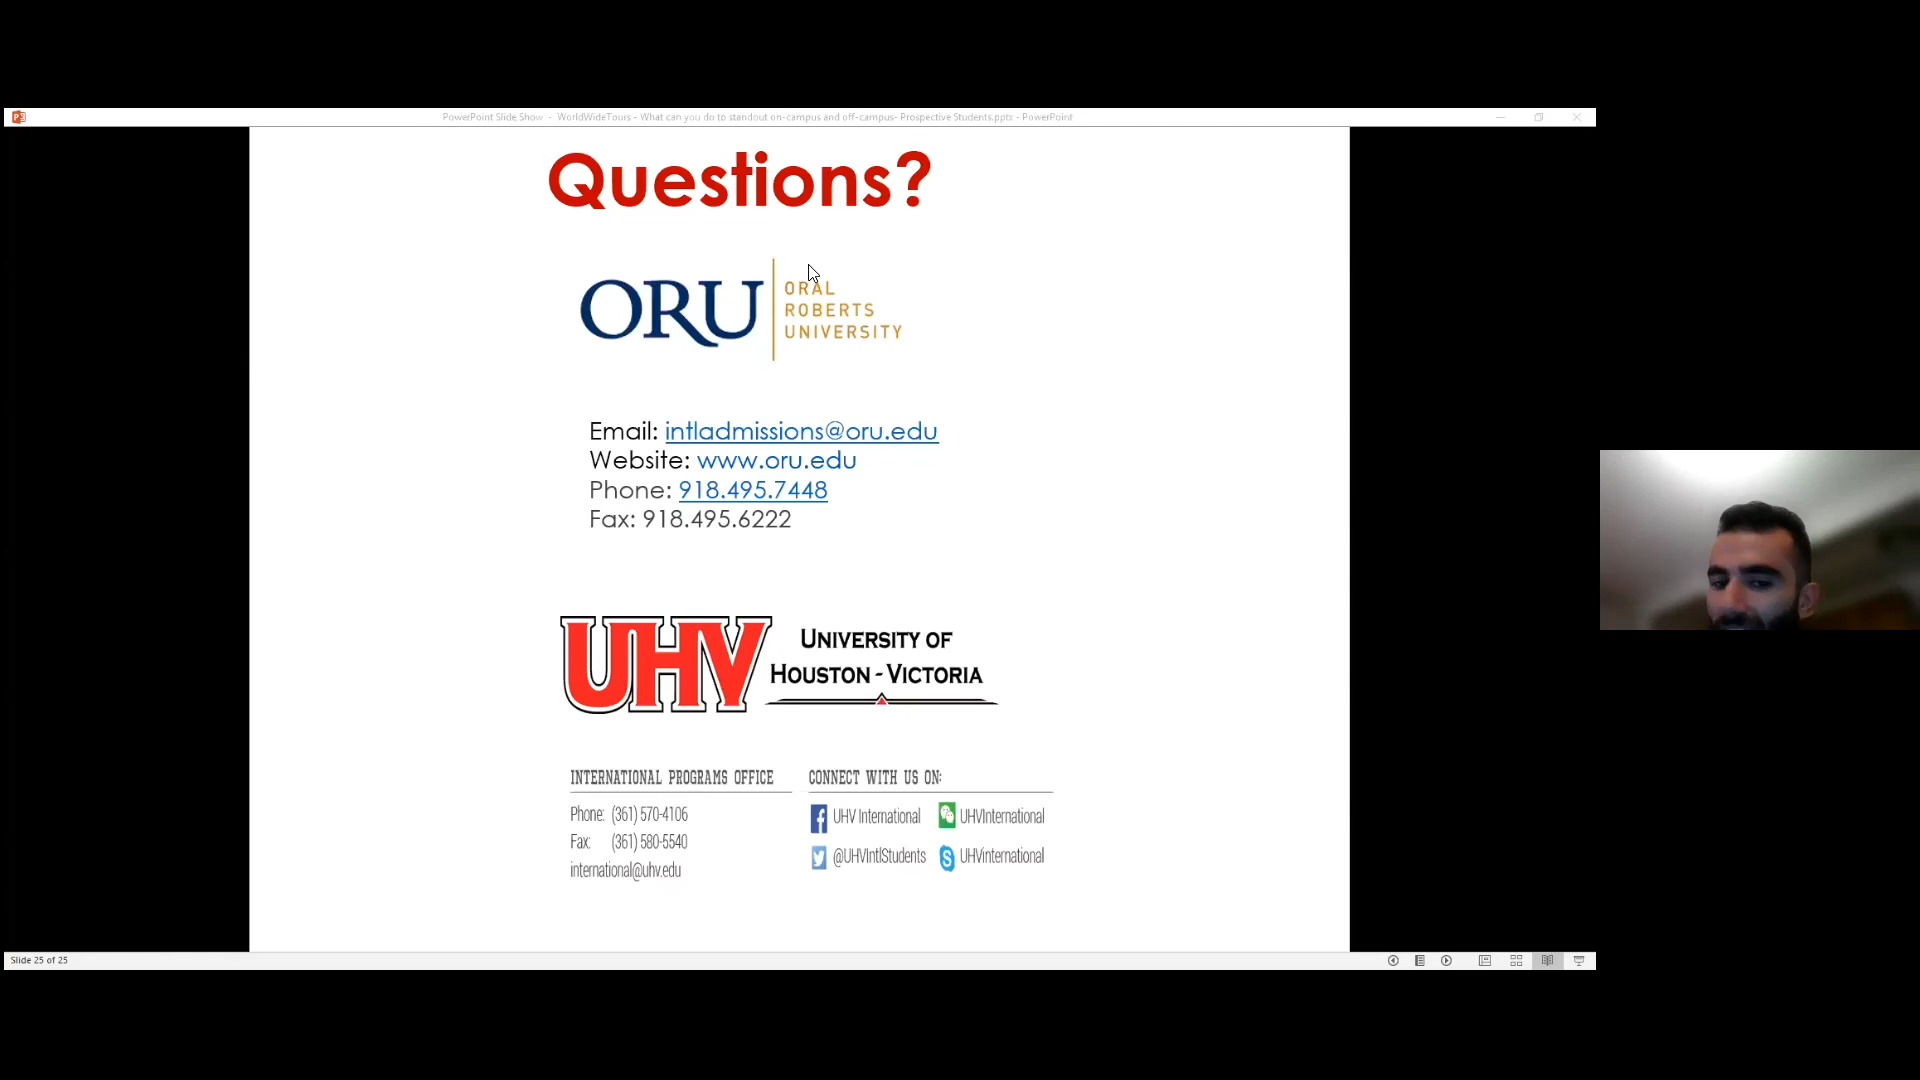 PowerPoint Slide Show - WorldWideTours - What can you do to standout on-campus and off-campus- Prospective Students.pptx - PowerPoint
Questions?
ORU
ORAL
ROBERTS
UNIVERSITY
Email: intladmissions@oru.edu
Website: www.oru.edu
Phone: 918.495.7448
Fax: 918.495.6222
UHV
UNIVERSITY OF
HOUSTON - VICTORIA
INTERNATIONAL PROGRAMS OFFICE
Phone: (361) 570-4106
Fax: (361) 580-5540
international@uhv.edu
CONNECT WITH US ON:
UHV International
UHVInternational
@UHVIntlStudents
UHVinternational
Slide 25 of 25